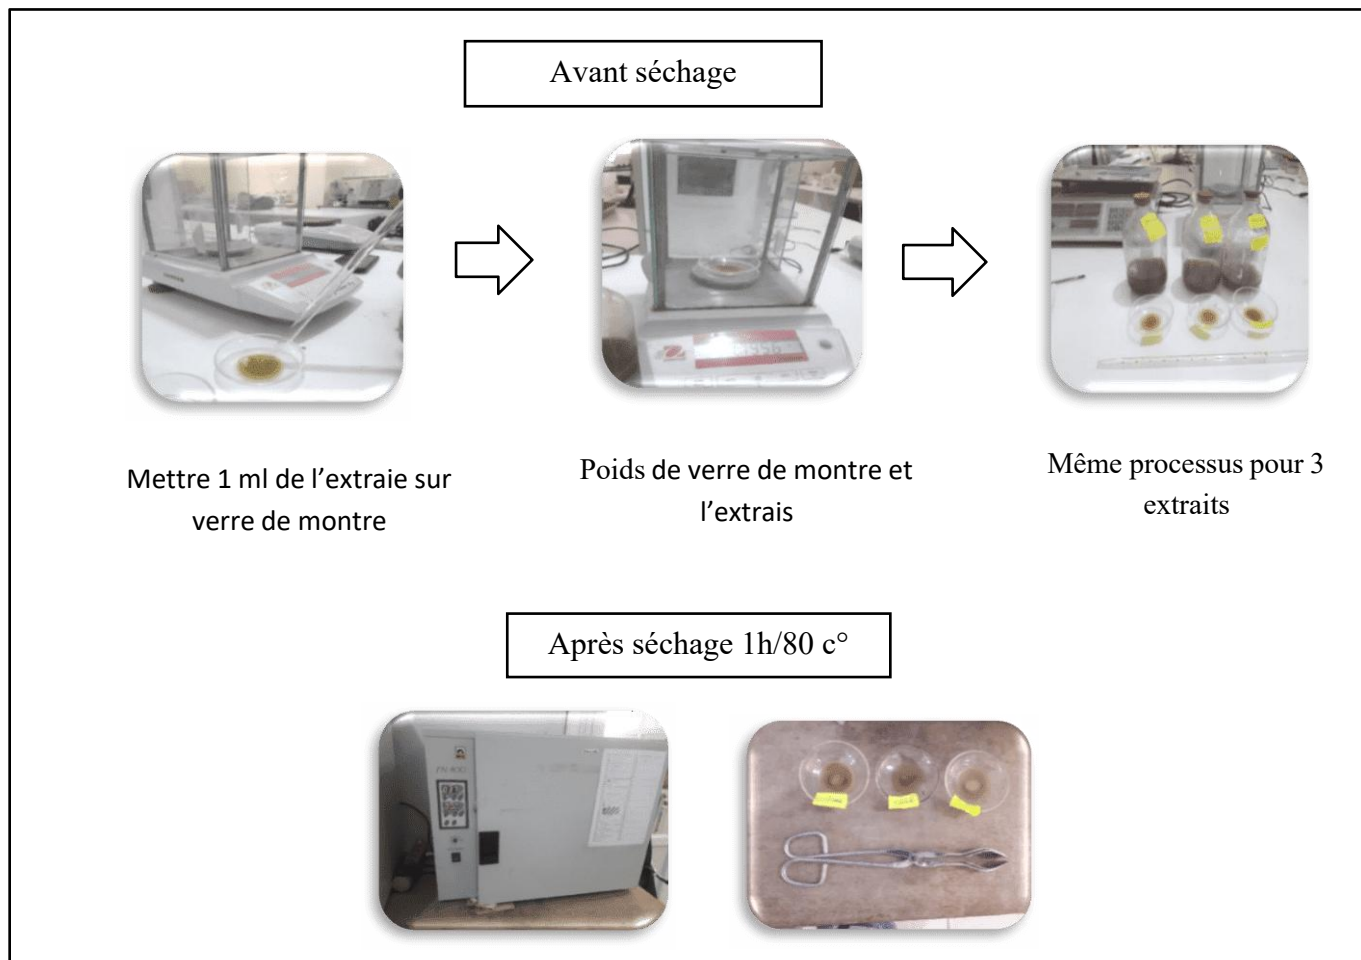 Avant séchage
Mettre 1 ml de l’extraie sur
verre de montre
Poids de verre de montre et
l’extrais
Même processus pour 3
extraits
Après séchage 1h/80 c°